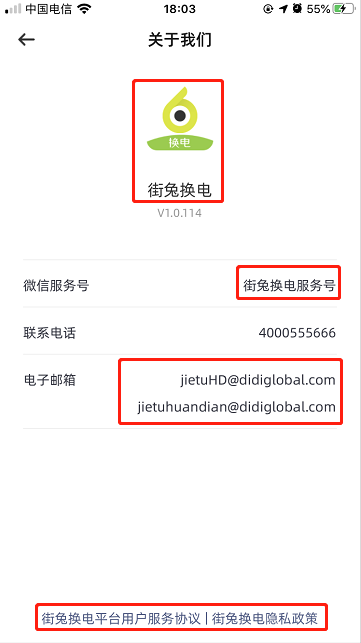 中国电信 18:03 55%
关于我们
换电
街兔换电
V1.0.114
微信服务号 街兔换电服务号
联系电话 4000555666
电子邮箱 jietuHD@didiglobal.com
jietuhuandian@didiglobal.com
街兔换电平台用户服务协议 | 街兔换电隐私政策